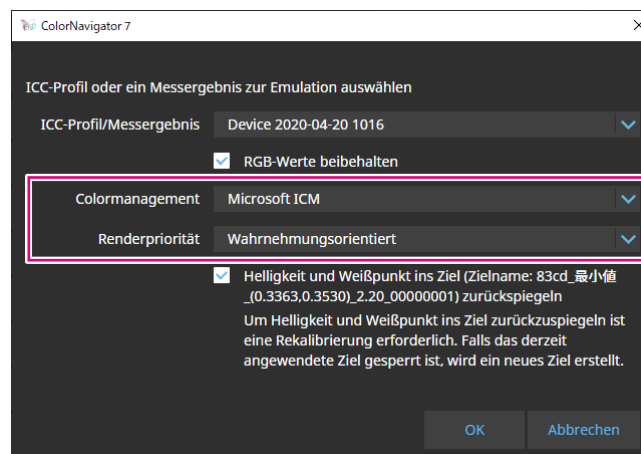 ColorNavigator 7
ICC-Profil oder ein Messergebnis zur Emulation auswählen
ICC-Profil/Messergebnis Device 2020-04-20 1016
RGB-Werte beibehalten
Colormanagement Microsoft ICM
Renderpriorität Wahrnehmungsorientiert
Helligkeit und Weißpunkt ins Ziel (Zielname: 83cd_最小値
_(0.3363,0.3530)_2.20_00000001) zurückspiegeln
Um Helligkeit und Weißpunkt ins Ziel zurückzuspiegeln ist
eine Rekalibrierung erforderlich. Falls das derzeit
angewendete Ziel gesperrt ist, wird ein neues Ziel erstellt.
OK Abbrechen